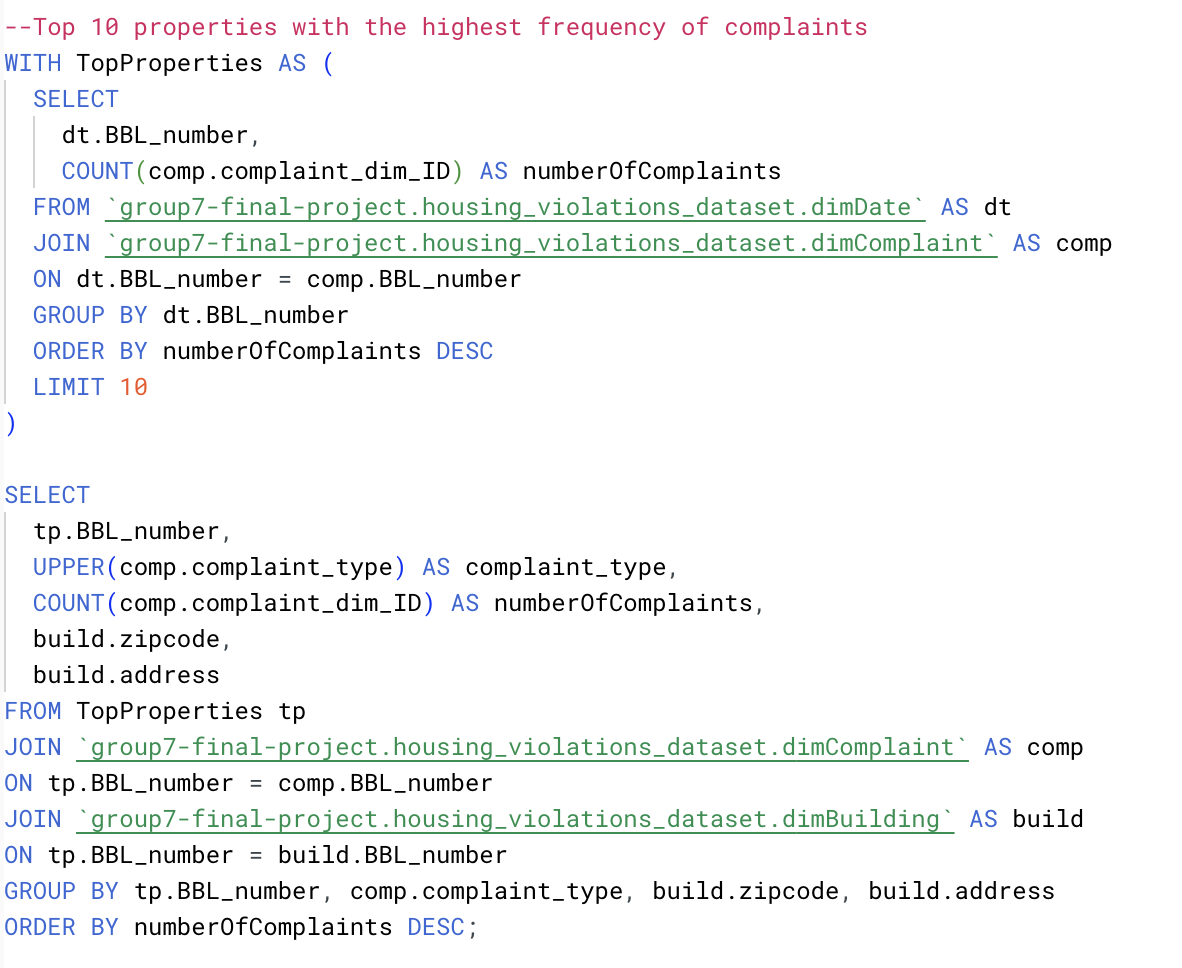 --Top 10 properties with the highest frequency of complaints
WITH TopProperties AS (
  SELECT
    dt.BBL_number,
    COUNT(comp.complaint_dim_ID) AS numberOfComplaints
  FROM `group7-final-project.housing_violations_dataset.dimDate` AS dt
  JOIN `group7-final-project.housing_violations_dataset.dimComplaint` AS comp
  ON dt.BBL_number = comp.BBL_number
  GROUP BY dt.BBL_number
  ORDER BY numberOfComplaints DESC
  LIMIT 10
)

SELECT
  tp.BBL_number,
  UPPER(comp.complaint_type) AS complaint_type,
  COUNT(comp.complaint_dim_ID) AS numberOfComplaints,
  build.zipcode,
  build.address
FROM TopProperties tp
JOIN `group7-final-project.housing_violations_dataset.dimComplaint` AS comp
ON tp.BBL_number = comp.BBL_number
JOIN `group7-final-project.housing_violations_dataset.dimBuilding` AS build
ON tp.BBL_number = build.BBL_number
GROUP BY tp.BBL_number, comp.complaint_type, build.zipcode, build.address
ORDER BY numberOfComplaints DESC;